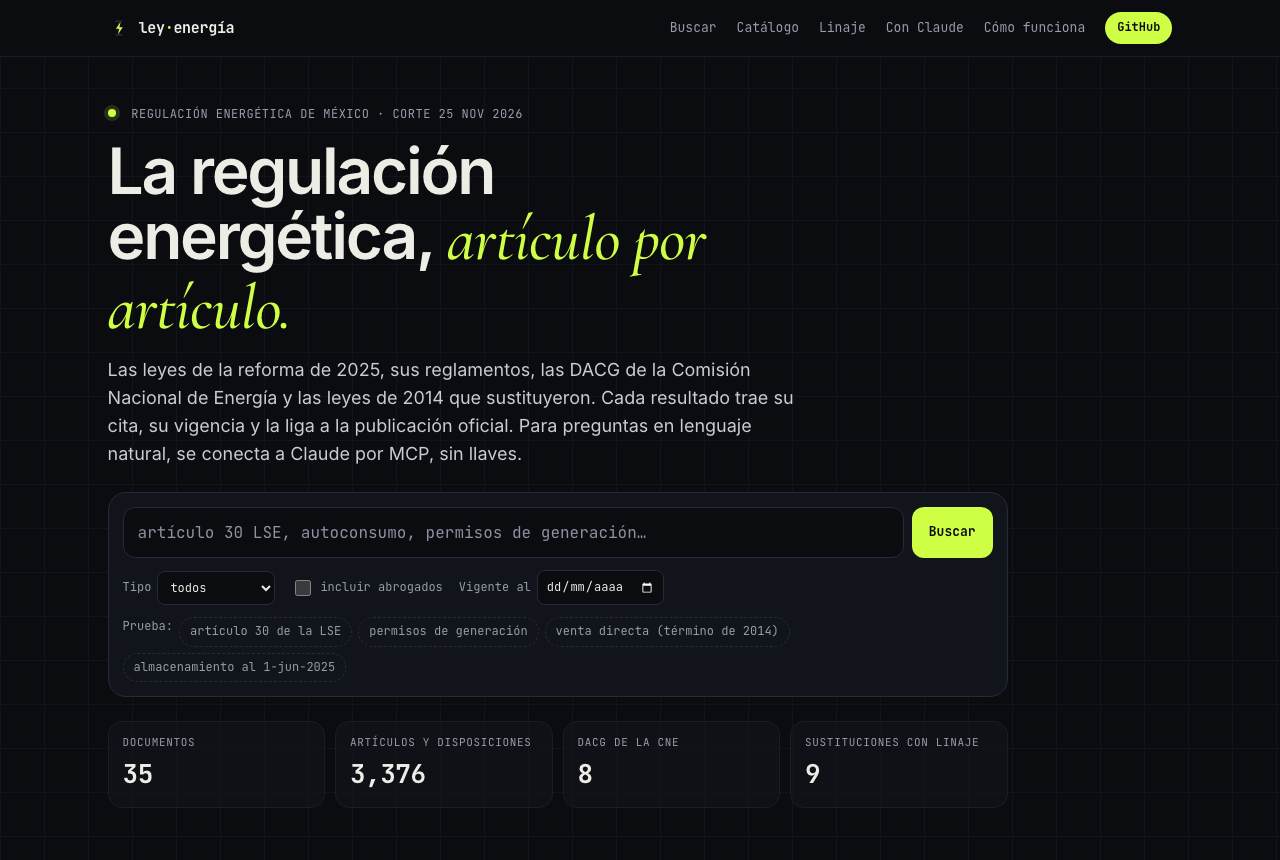 ley·energía
Buscar Catálogo Linaje Con Claude Cómo funciona GitHub
REGULACIÓN ENERGÉTICA DE MÉXICO · CORTE 25 NOV 2026
La regulación
energética, artículo por
artículo.
Las leyes de la reforma de 2025, sus reglamentos, las DACG de la Comisión
Nacional de Energía y las leyes de 2014 que sustituyeron. Cada resultado trae su
cita, su vigencia y la liga a la publicación oficial. Para preguntas en lenguaje
natural, se conecta a Claude por MCP, sin llaves.
artículo 30 LSE, autoconsumo, permisos de generación…
Buscar
Tipo todos incluir abrogados Vigente al dd/mm/aaaa
Prueba: artículo 30 de la LSE permisos de generación venta directa (término de 2014)
almacenamiento al 1-jun-2025
DOCUMENTOS
35
ARTÍCULOS Y DISPOSICIONES
3,376
DACG DE LA CNE
8
SUSTITUCIONES CON LINAJE
9